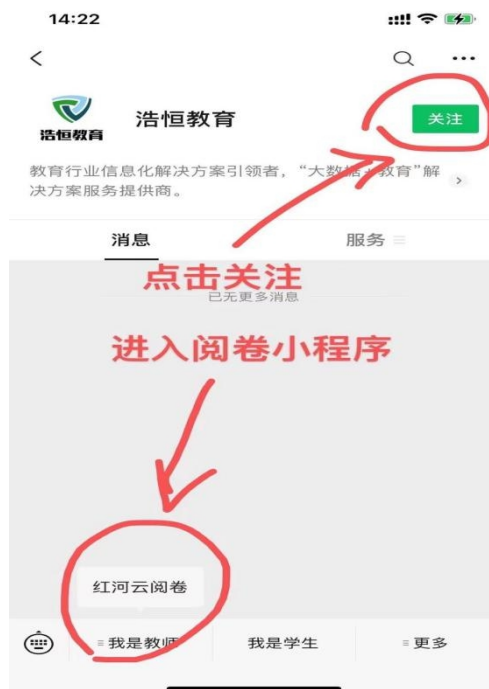 14:22
浩恒教育
浩恒教育
关注
教育行业信息化解决方案引领者，“大数据+教育”解
决方案服务提供商。
消息
服务
点击关注
已无更多消息
进入阅卷小程序
红河云阅卷
我是教师
我是学生
更多